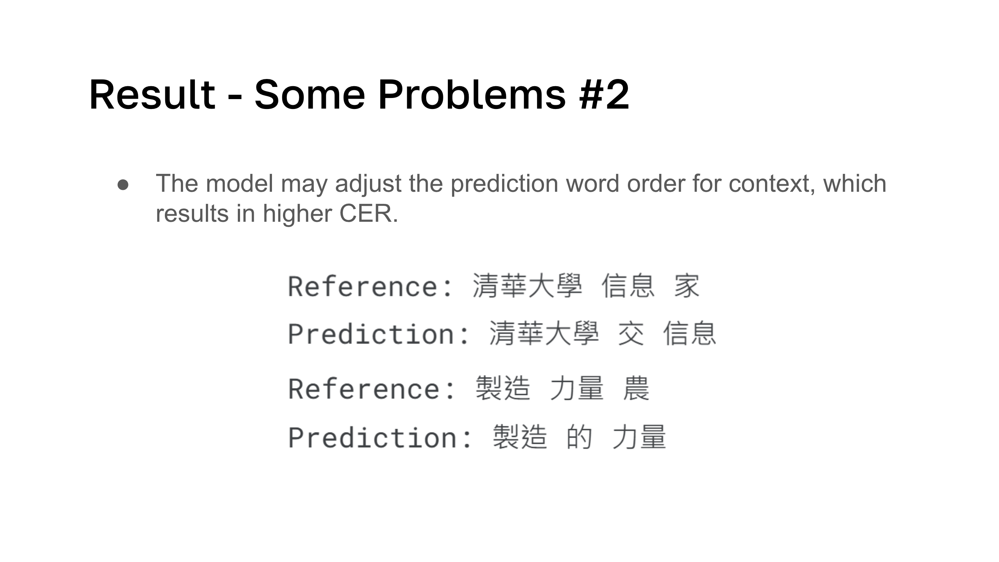 Result - Some Problems #2
● The model may adjust the prediction word order for context, which
results in higher CER.
Reference: 清華大學 信息 家
Prediction: 清華大學 交 信息
Reference: 製造 力量 農
Prediction: 製造 的 力量